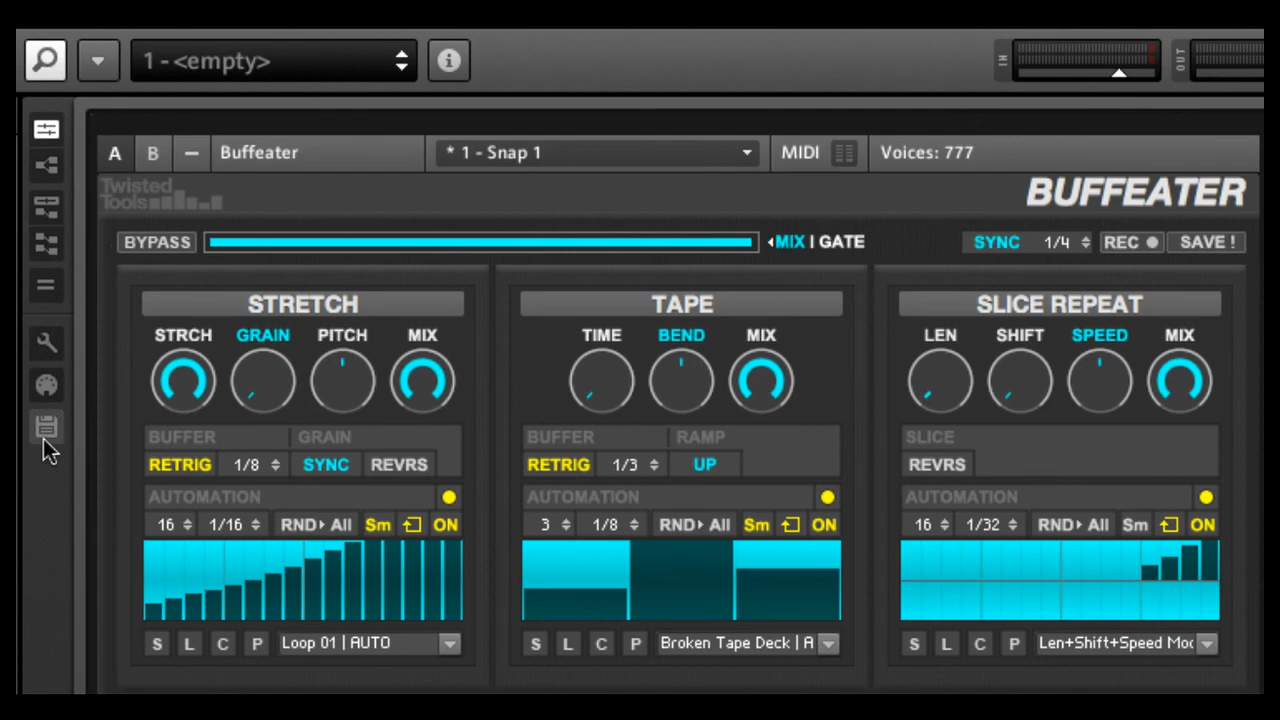 1 - <empty>
IN
OUT
A B Buffeater * 1 - Snap 1 MIDI Voices: 777
Twisted
Tools
BUFFEATER
BYPASS MIX | GATE SYNC 1/4 REC SAVE !
STRETCH
STRCH GRAIN PITCH MIX
BUFFER GRAIN
RETRIG 1/8 SYNC REVRS
AUTOMATION
16 1/16 RND All Sm ON
S L C P Loop 01 | AUTO
TAPE
TIME BEND MIX
BUFFER RAMP
RETRIG 1/3 UP
AUTOMATION
3 1/8 RND All Sm ON
S L C P Broken Tape Deck | A
SLICE REPEAT
LEN SHIFT SPEED MIX
SLICE
REVRS
AUTOMATION
16 1/32 RND All Sm ON
S L C P Len+Shift+Speed Moc